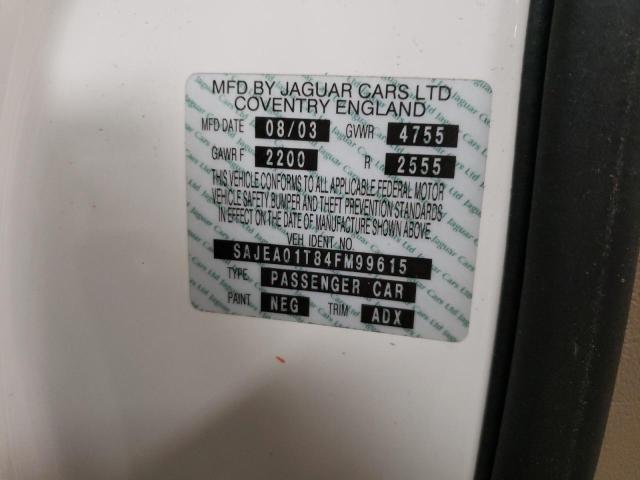 MFD BY JAGUAR CARS LTD
COVENTRY ENGLAND
MFD DATE 08/03 GVWR 4755
GAWR F 2200 R 2555
THIS VEHICLE CONFORMS TO ALL APPLICABLE FEDERAL MOTOR
VEHICLE SAFETY BUMPER AND THEFT PREVENTION STANDARDS
IN EFFECT ON THE DATE OF MANUFACTURE SHOWN ABOVE.
VEH IDENT NO.
SAJEA01T84FM99615
TYPE PASSENGER CAR
PAINT NEG TRIM ADX